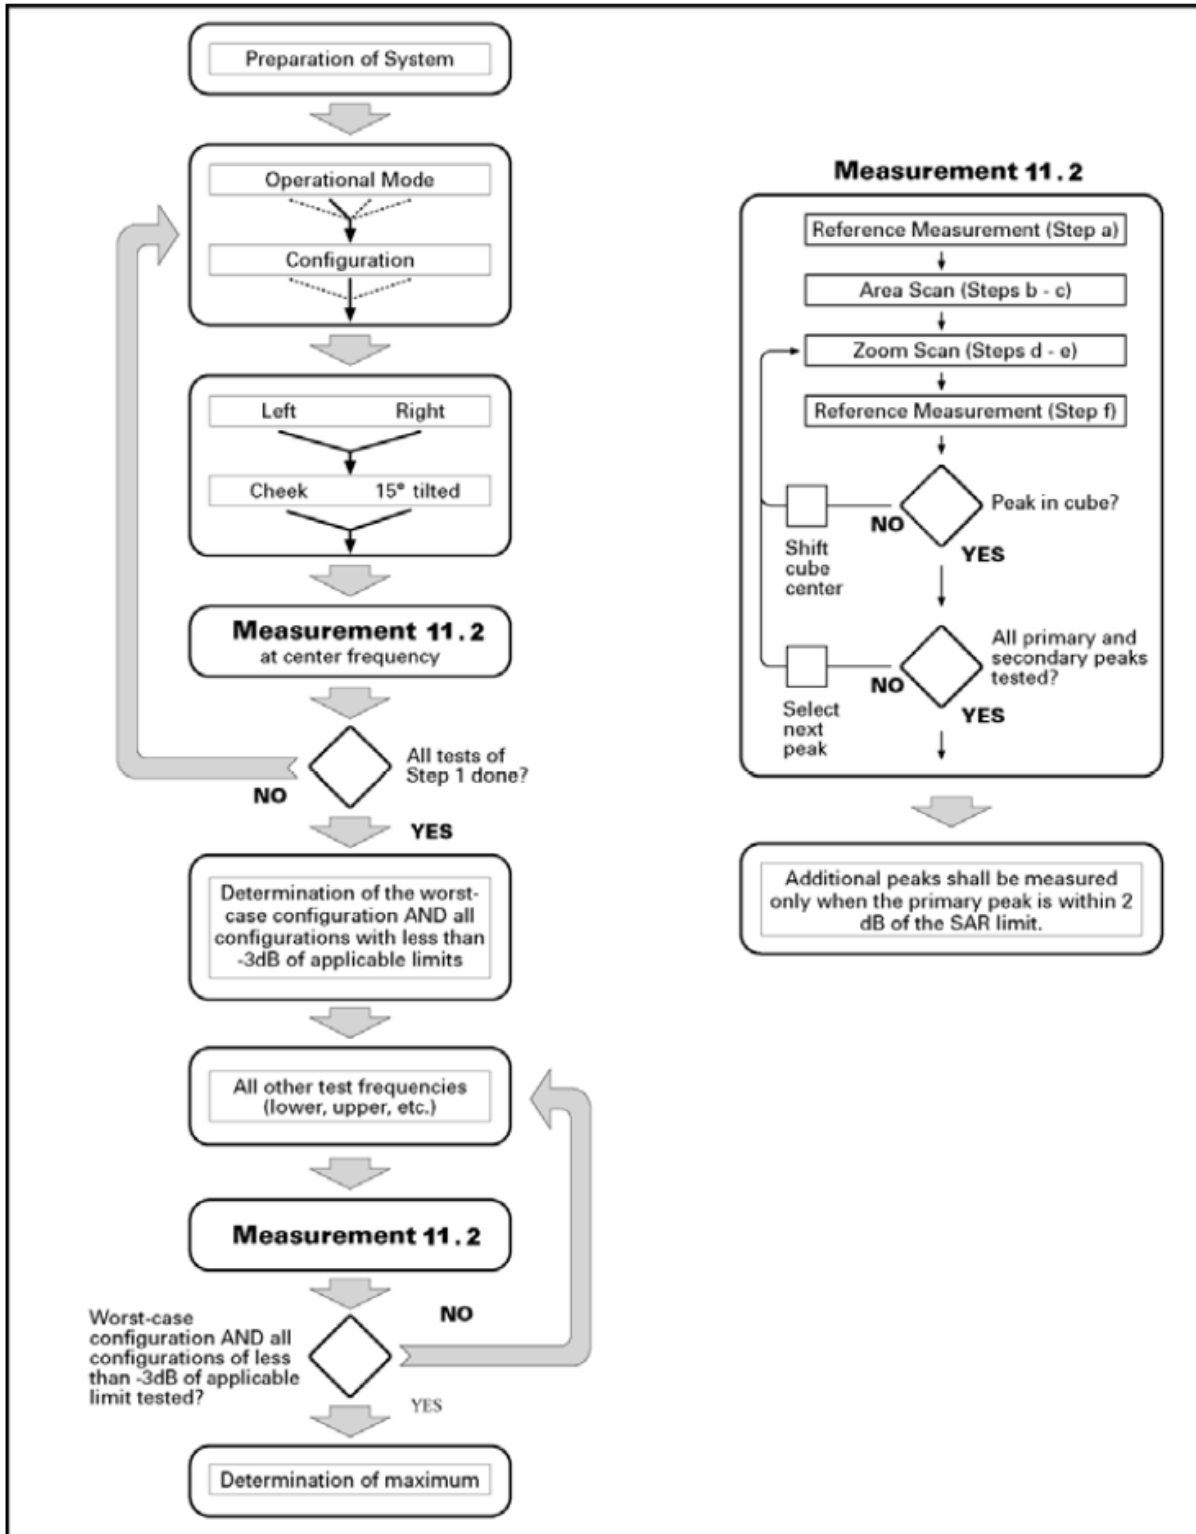 Preparation of System
Operational Mode
Configuration
Left Right
Cheek 15° tilted
Measurement 11.2
at center frequency
All tests of
Step 1 done?
NO
YES
Determination of the worst-
case configuration AND all
configurations with less than
-3dB of applicable limits
All other test frequencies
(lower, upper, etc.)
Measurement 11.2
NO
Worst-case
configuration AND all
configurations of less
than -3dB of applicable
limit tested?
YES
Determination of maximum
Measurement 11.2
Reference Measurement (Step a)
Area Scan (Steps b - c)
Zoom Scan (Steps d - e)
Reference Measurement (Step f)
Peak in cube?
NO
YES
Shift
cube
center
All primary and
secondary peaks
tested?
NO
YES
Select
next
peak
Additional peaks shall be measured
only when the primary peak is within 2
dB of the SAR limit.